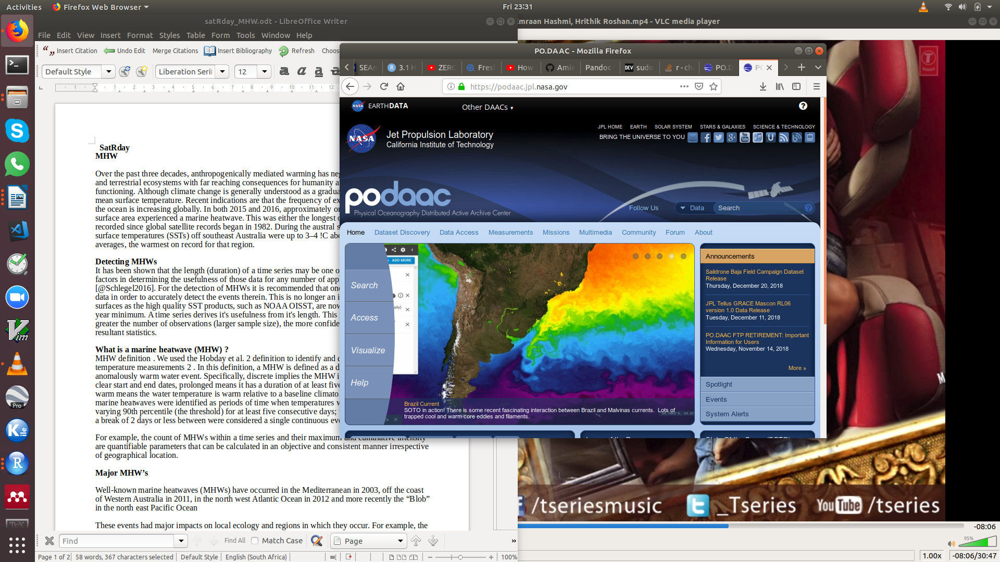 Activities
Firefox Web Browser
Fri 23:31
satRday_MHW.odt - LibreOffice Writer
Emraan Hashmi, Hrithik Roshan.mp4 - VLC media player
File Edit View Insert Format Styles Table Form Tools Window Help
Insert Citation Undo Edit Merge Citations Insert Bibliography Refresh
Default Style
12
SatRday
MHW
Over the past three decades, anthropogenically mediated warming has
and terrestrial ecosystems with far reaching consequences for humanity
functioning. Although climate change is generally understood as a
mean surface temperature. Recent indications are that the frequency of
the ocean is increasing globally. In both 2015 and 2016, approximately
surface area experienced a marine heatwave. This was either the longest
recorded since global satellite records began in 1982. During the austral
surface temperatures (SSTs) off southeast Australia were up to 3–4 !C
averages, the warmest on record for that region.
Detecting MHWs
It has been shown that the length (duration) of a time series may be one
factors in determining the usefulness of those data for any number of
[@Schlegel2016]. For the detection of MHWs it is recommended that
data in order to accurately detect the events therein. This is no longer an
surfaces as the high quality SST products, such as NOAA OISST, are
year minimum. A time series derives it's usefulness from it's length. This
greater the number of observations (larger sample size), the more
resultant statistics.
What is a marine heatwave (MHW) ?
MHW definition . We used the Hobday et al. 2 definition to identify and
temperature measurements 2 . In this definition, a MHW is defined as a
anomalously warm water event. Specifically, discrete implies the MHW
clear start and end dates, prolonged means it has a duration of at least five
warm means the water temperature is warm relative to a baseline
marine heatwaves were identified as periods of time when temperatures
varying 90th percentile (the threshold) for at least five consecutive days;
a break of 2 days or less between were considered a single continuous
For example, the count of MHWs within a time series and their maximum and cumulative intensity
are quantifiable parameters that can be calculated in an objective and consistent manner irrespective
of geographical location.
Major MHW’s
Well-known marine heatwaves (MHWs) have occurred in the Mediterranean in 2003, off the coast
of Western Australia in 2011, in the north west Atlantic Ocean in 2012 and more recently the “Blob”
in the north east Pacific Ocean
These events had major impacts on local ecology and regions in which they occur. For example, the
Find
Find All
Match Case
Page
Page 1 of 2
58 words, 367 characters selected
Default Style
English (South Africa)
100%
PO.DAAC - Mozilla Firefox
3.1
ZERO
How
Amie
Pandoc
DEV sudo
PO.D
https://podaac.jpl.nasa.gov
NASA EARTHDATA
Other DAACs
NASA
Jet Propulsion Laboratory
California Institute of Technology
JPL HOME EARTH SOLAR SYSTEM STARS & GALAXIES SCIENCE & TECHNOLOGY
BRING THE UNIVERSE TO YOU
podaac
Physical Oceanography Distributed Active Archive Center
Follow Us
Data
Search
Home Dataset Discovery Data Access Measurements Missions Multimedia Community Forum About
ADD MORE
Search
Access
Visualize
Help
Brazil Current
SOTO in action! There is some recent fascinating interaction between Brazil and Malvinas currents. Lots of
trapped cool and warm core eddies and filaments.
Announcements
Saildrone Baja Field Campaign Dataset
Release
Thursday, December 20, 2018
JPL Tellus GRACE Mascon RL06
version 1.0 Data Release
Tuesday, December 11, 2018
PO.DAAC FTP RETIREMENT: Important
Information for Users
Wednesday, November 14, 2018
More »
Spotlight
Events
System Alerts
/tseriesmusic
_Tseries
YouTube /tseries
-08:06
95%
1.00x
-08:06/30:47
Pro
Vim